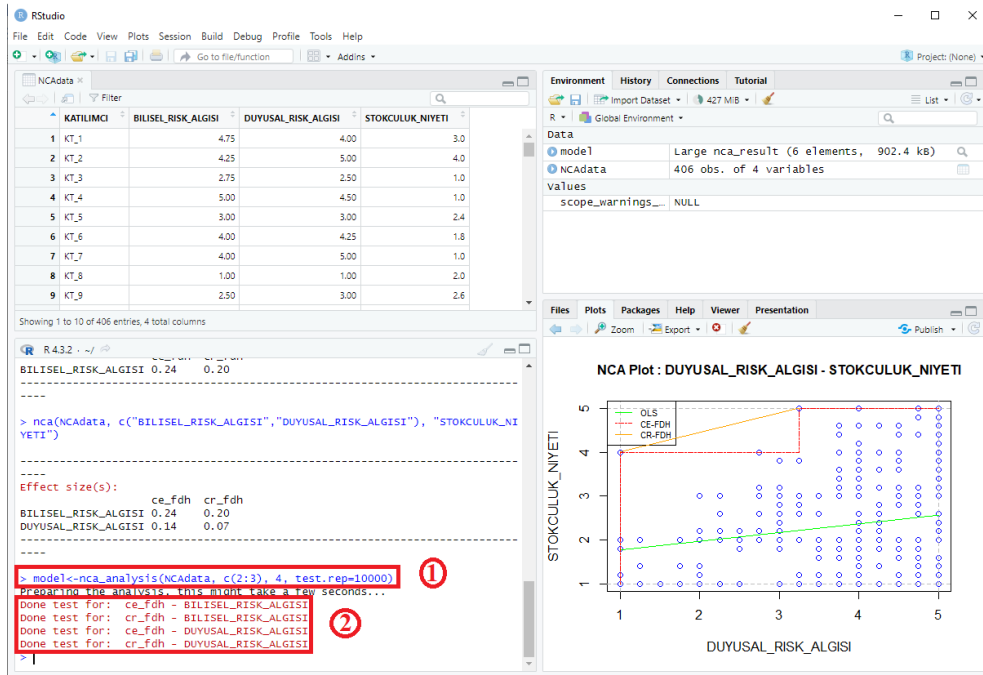 RStudio
File Edit Code View Plots Session Build Debug Profile Tools Help
Go to file/function
Addins
Project: (None)
NCAdata
Filter
KATILIMCI BILISEL_RISK_ALGISI DUYUSAL_RISK_ALGISI STOKCULUK_NIYETI
1 KT_1 4.75 4.00 3.0
2 KT_2 4.25 5.00 4.0
3 KT_3 2.75 2.50 1.0
4 KT_4 5.00 4.50 1.0
5 KT_5 3.00 3.00 2.4
6 KT_6 4.00 4.25 1.8
7 KT_7 4.00 5.00 1.0
8 KT_8 1.00 1.00 2.0
9 KT_9 2.50 3.00 2.6
Showing 1 to 10 of 406 entries, 4 total columns
R 4.3.2 · ~/
ce_fdh cr_fdh
BILISEL_RISK_ALGISI 0.24 0.20
--------------------------------------------------------------------
----
> nca(NCAdata, c("BILISEL_RISK_ALGISI","DUYUSAL_RISK_ALGISI"), "STOKCULUK_NI
YETI")
--------------------------------------------------------------------
----
Effect size(s):
ce_fdh cr_fdh
BILISEL_RISK_ALGISI 0.24 0.20
DUYUSAL_RISK_ALGISI 0.14 0.07
--------------------------------------------------------------------
----
> model<-nca_analysis(NCAdata, c(2:3), 4, test.rep=10000)
1
Preparing the analysis, this might take a few seconds...
Done test for: ce_fdh - BILISEL_RISK_ALGISI
Done test for: cr_fdh - BILISEL_RISK_ALGISI
Done test for: ce_fdh - DUYUSAL_RISK_ALGISI
Done test for: cr_fdh - DUYUSAL_RISK_ALGISI
2
>
Environment History Connections Tutorial
Import Dataset 427 MiB List
R Global Environment
Data
model Large nca_result (6 elements, 902.4 kB)
NCAdata 406 obs. of 4 variables
Values
scope_warnings_… NULL
Files Plots Packages Help Viewer Presentation
Zoom Export Publish
NCA Plot : DUYUSAL_RISK_ALGISI - STOKCULUK_NIYETI
OLS
CE-FDH
CR-FDH
STOKCULUK_NIYETI
5
4
3
2
1
1 2 3 4 5
DUYUSAL_RISK_ALGISI